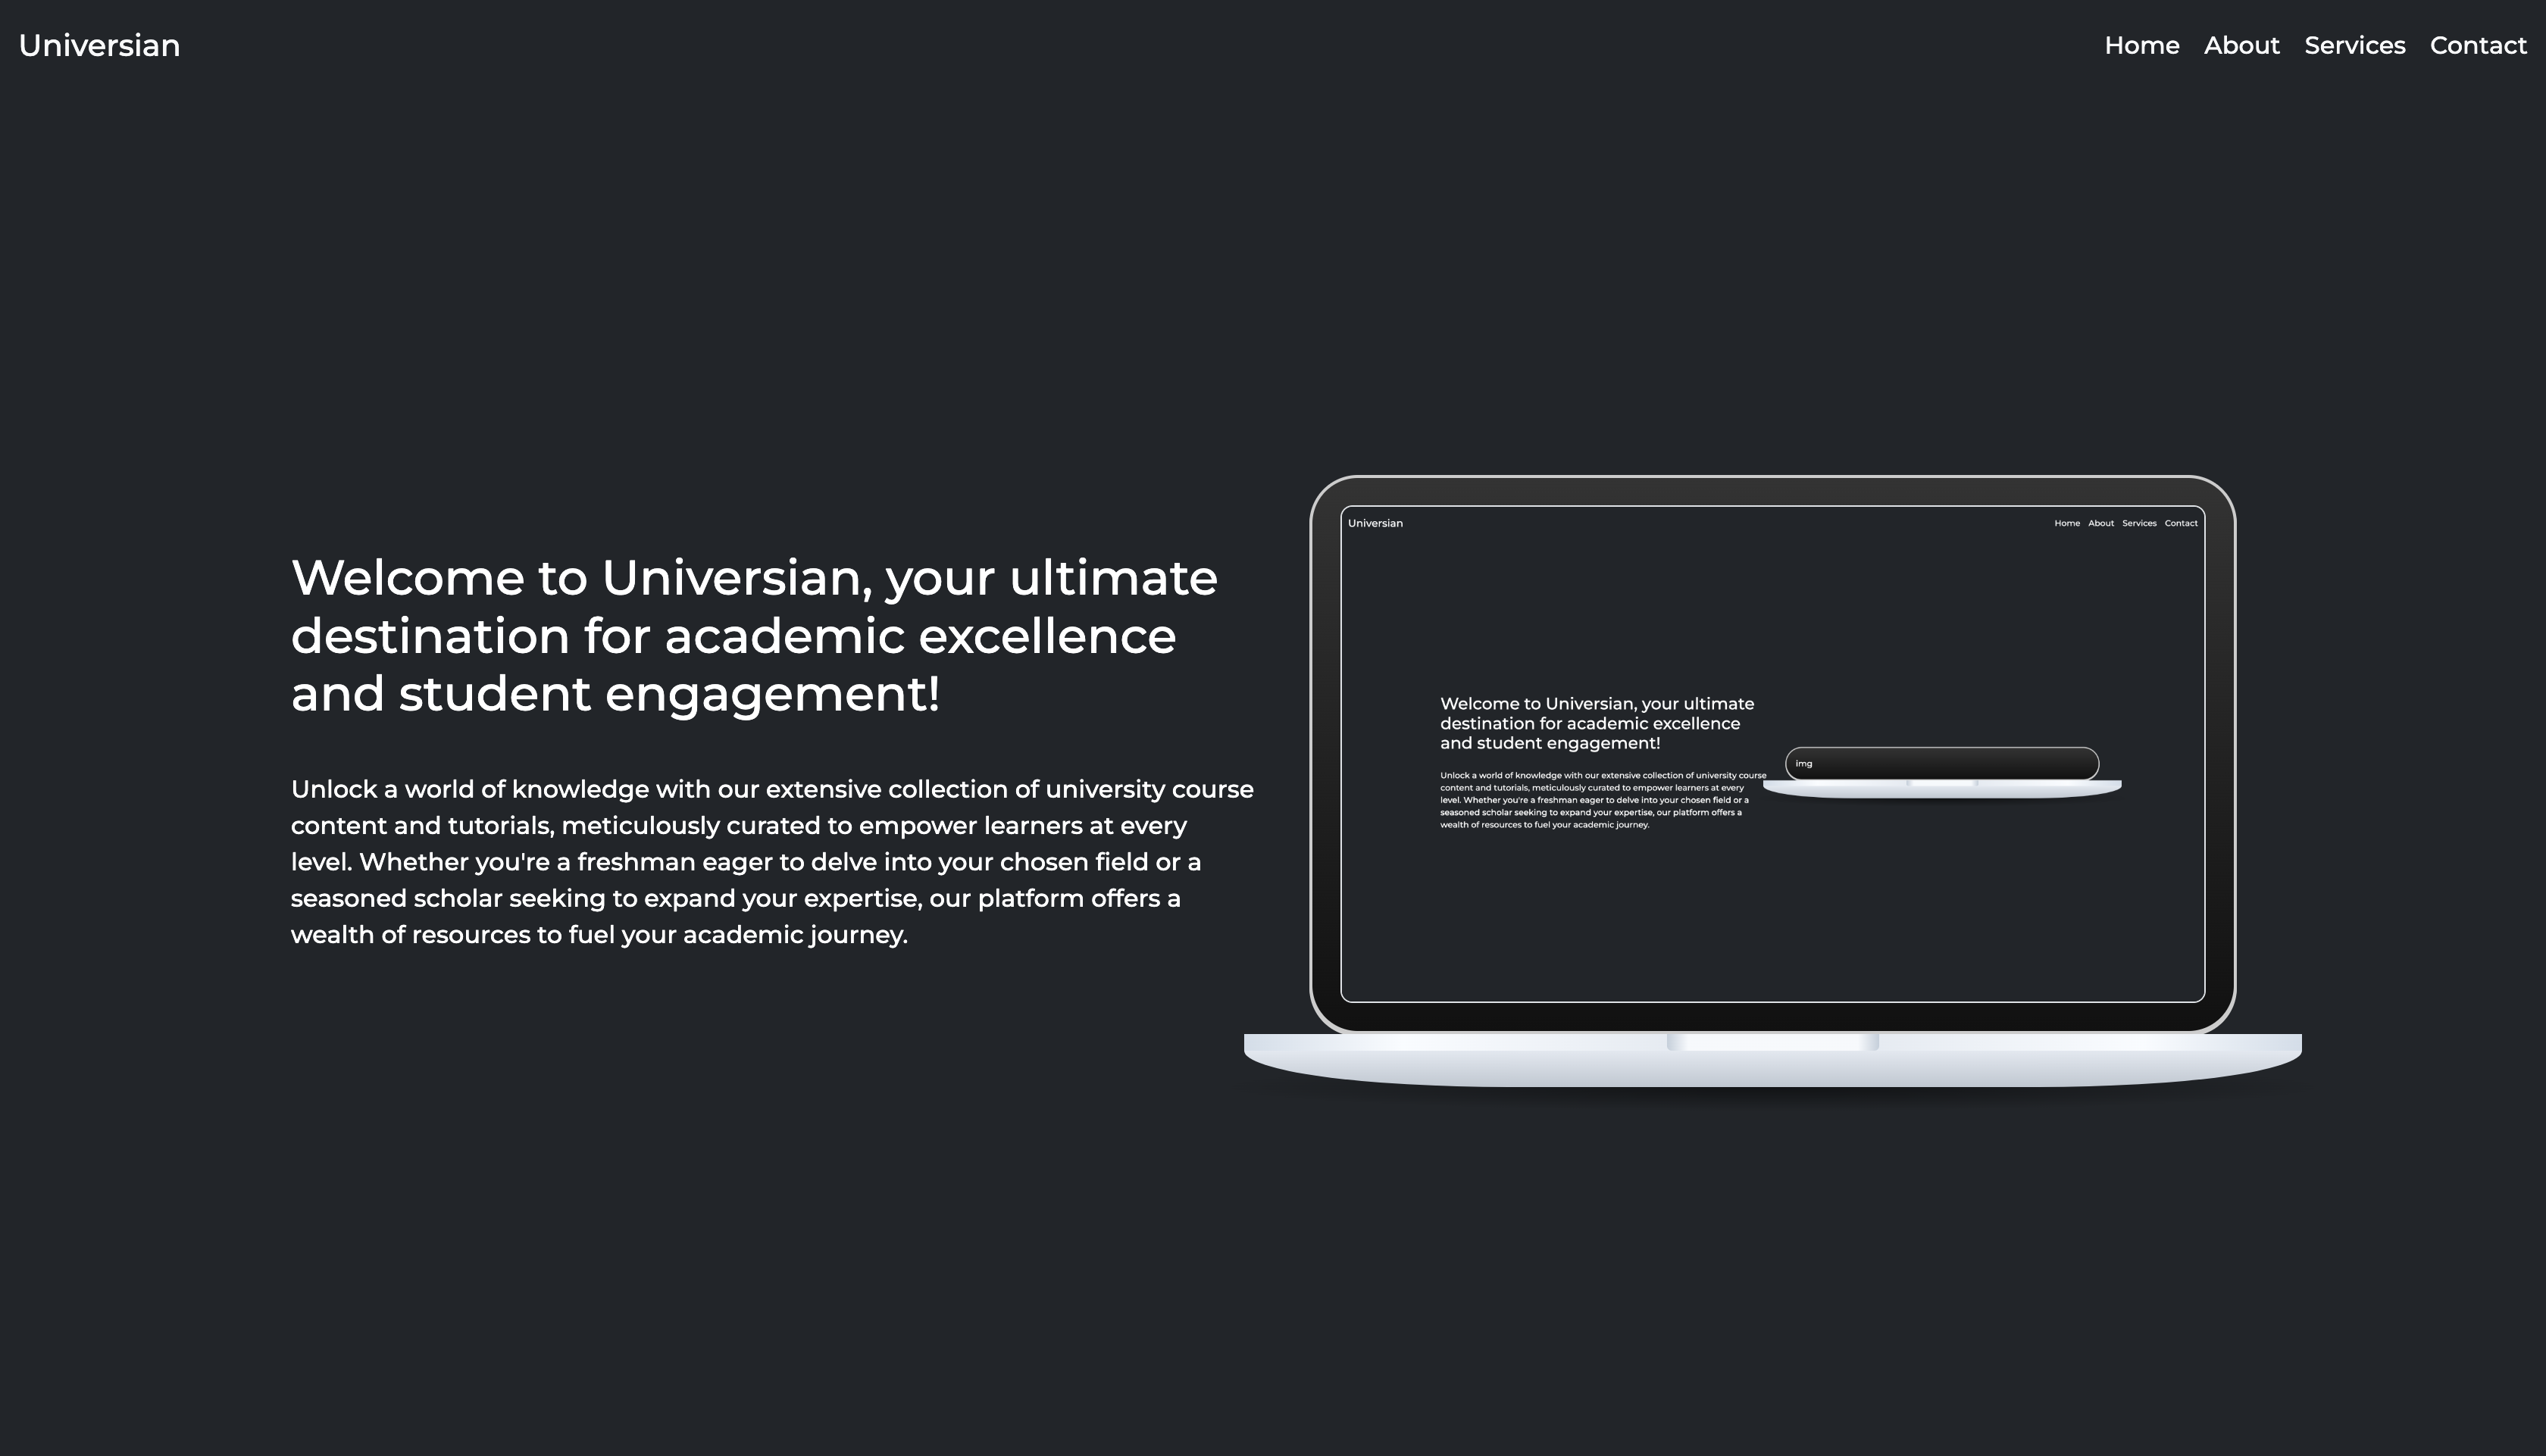 Universian
Home About Services Contact
Welcome to Universian, your ultimate
destination for academic excellence
and student engagement!
Unlock a world of knowledge with our extensive collection of university course
content and tutorials, meticulously curated to empower learners at every
level. Whether you're a freshman eager to delve into your chosen field or a
seasoned scholar seeking to expand your expertise, our platform offers a
wealth of resources to fuel your academic journey.
Universian
Home About Services Contact
Welcome to Universian, your ultimate
destination for academic excellence
and student engagement!
Unlock a world of knowledge with our extensive collection of university course
content and tutorials, meticulously curated to empower learners at every
level. Whether you're a freshman eager to delve into your chosen field or a
seasoned scholar seeking to expand your expertise, our platform offers a
wealth of resources to fuel your academic journey.
img